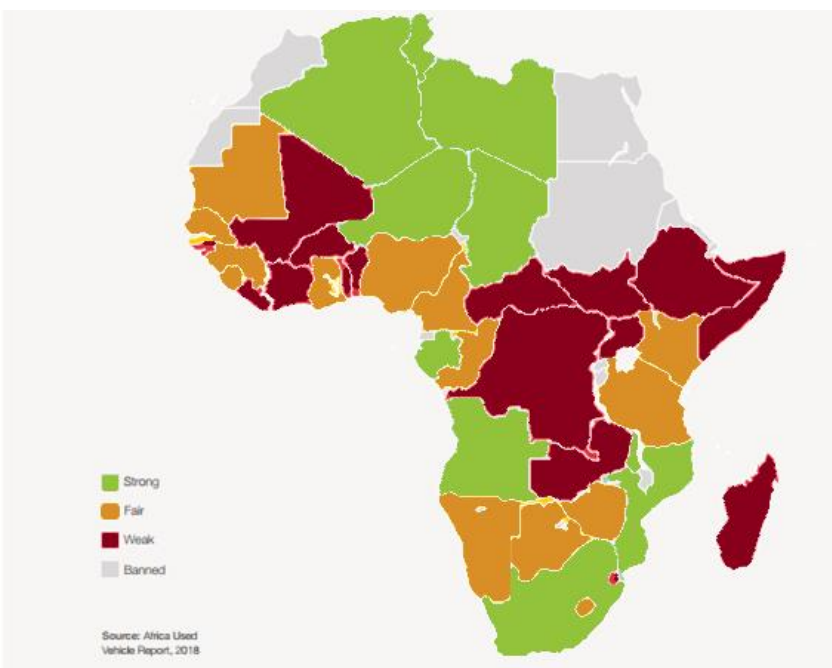 Strong
Fair
Weak
Banned
Source: Africa Used
Vehicle Report, 2018